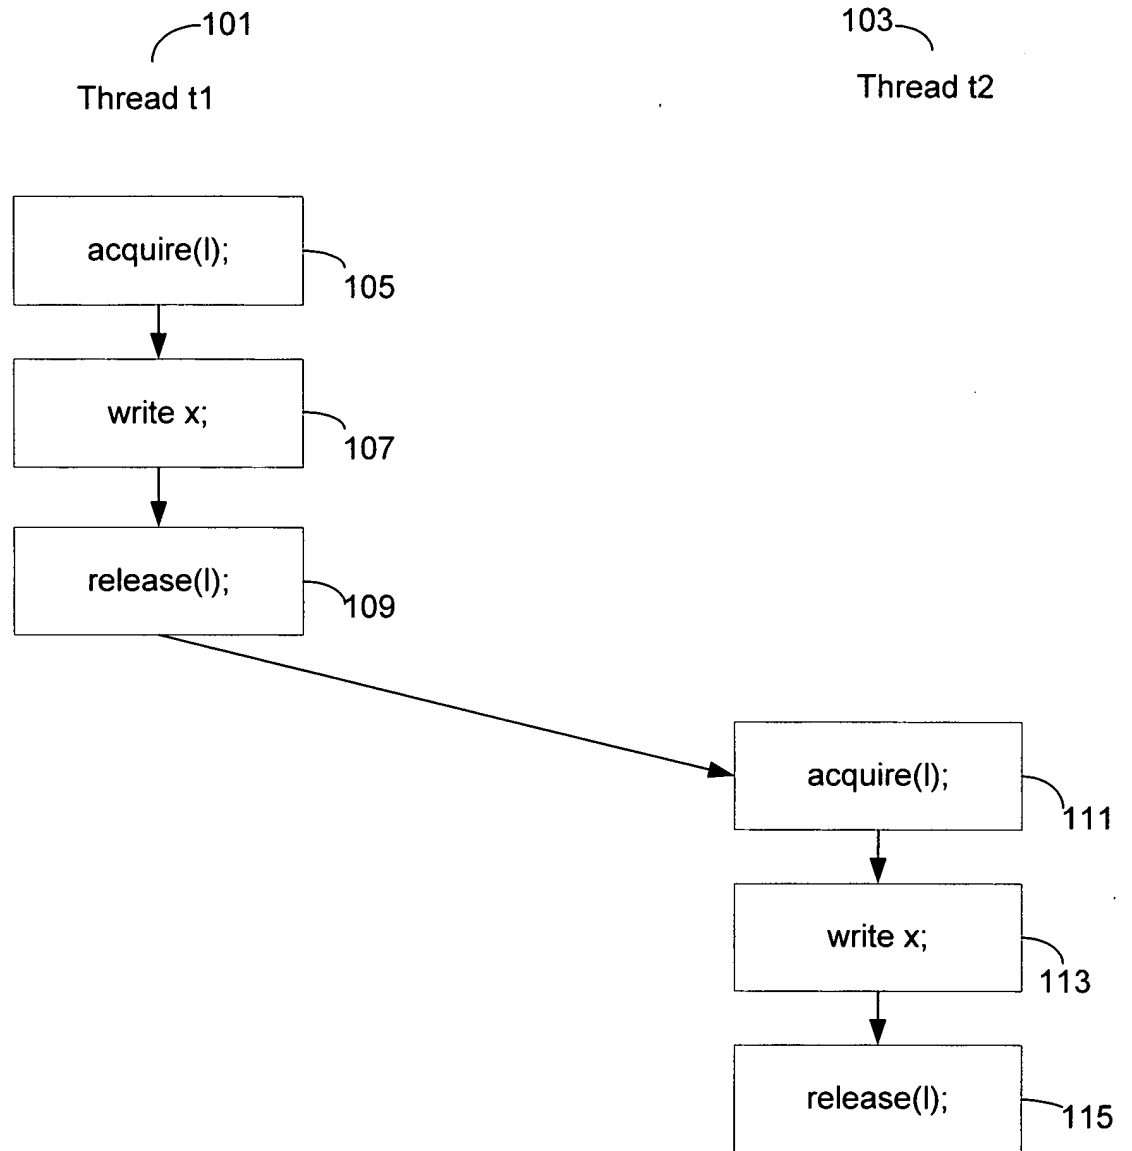 101
103
Thread t1
Thread t2
acquire(l);
105
write x;
107
release(l);
109
acquire(l);
111
write x;
113
release(l);
115